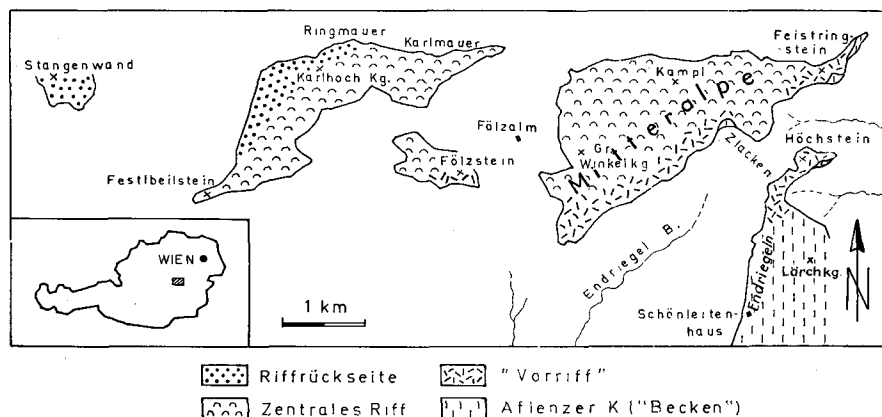 Ringmauer
Karlmauer
Feistring-
stein
Stangenwand
Karlhoch Kg.
Kampl
Mitteralpe
Fölzalm
Höchstein
Zlacken
Gr.
Winkelkg
Fölzstein
Festlbeilstein
WIEN
Endriegel B.
Endriegeln
Lärchkg.
N
1 km
Schönleiten-
haus
Riffrückseite
"Vorriff"
Zentrales Riff
Aflenzer K ("Becken")